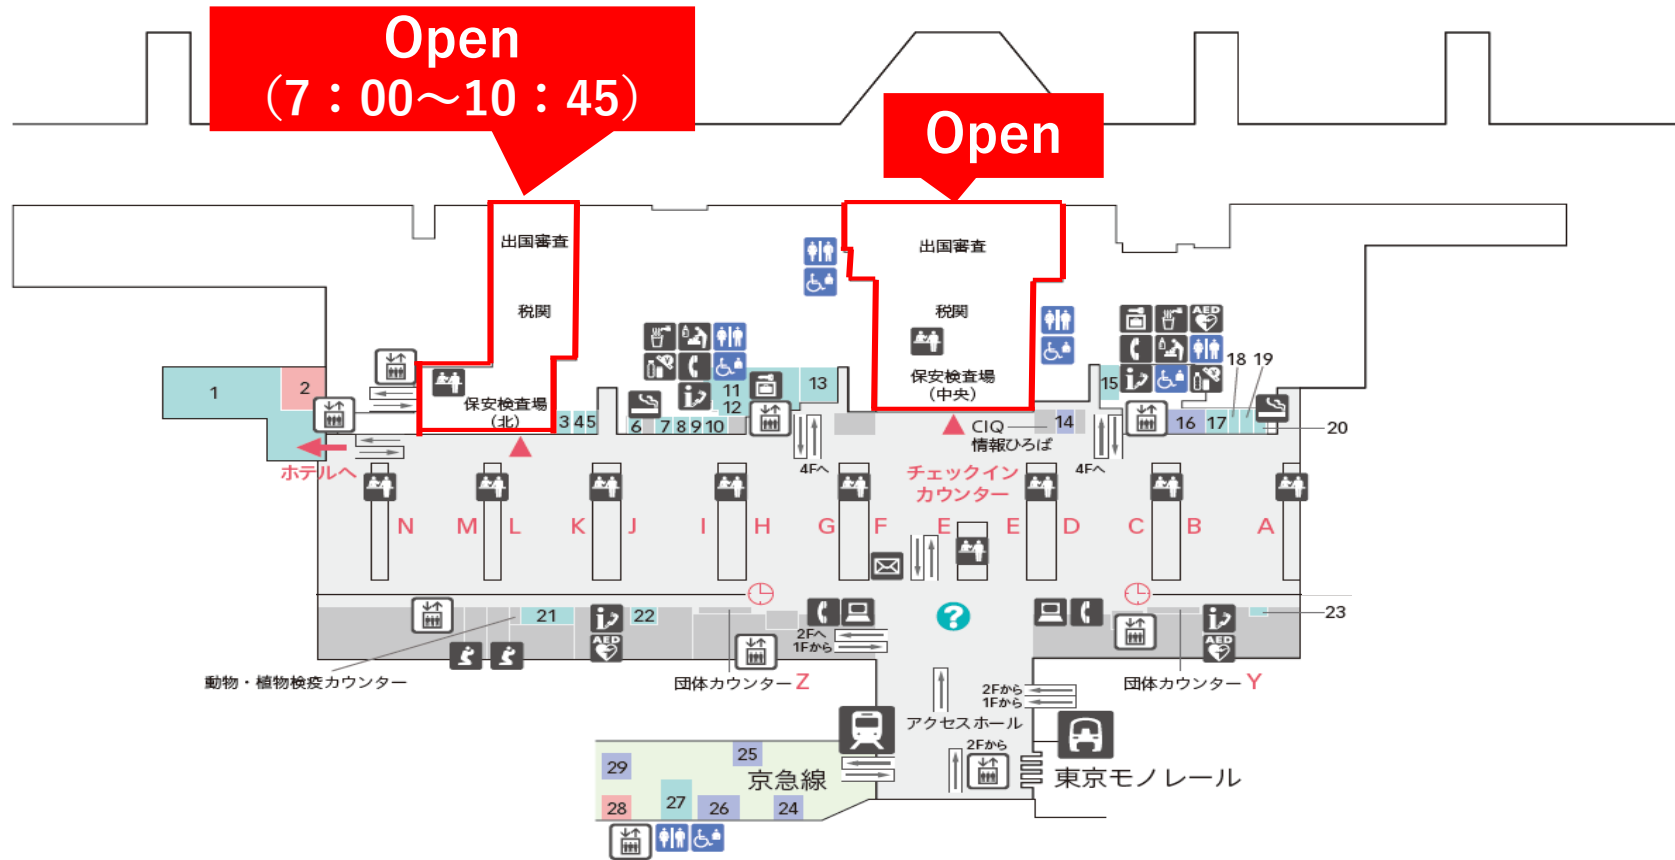 Open
（7：00～10：45）
Open
出国審査
税関
保安検査場
（北）
出国審査
税関
保安検査場
（中央）
AED
1
2
3
4
5
6
7
8
9
10
11
12
13
14
15
16
17
18
19
20
CIQ
情報ひろば
ホテルへ
4Fへ
チェックイン
カウンター
4Fへ
N
M
L
K
J
I
H
G
F
E
E
D
C
B
A
?
21
22
23
AED
AED
2Fへ
1Fから
動物・植物検疫カウンター
団体カウンター Z
団体カウンター Y
2Fから
1Fから
アクセスホール
2Fから
京急線
東京モノレール
29
25
28
27
26
24